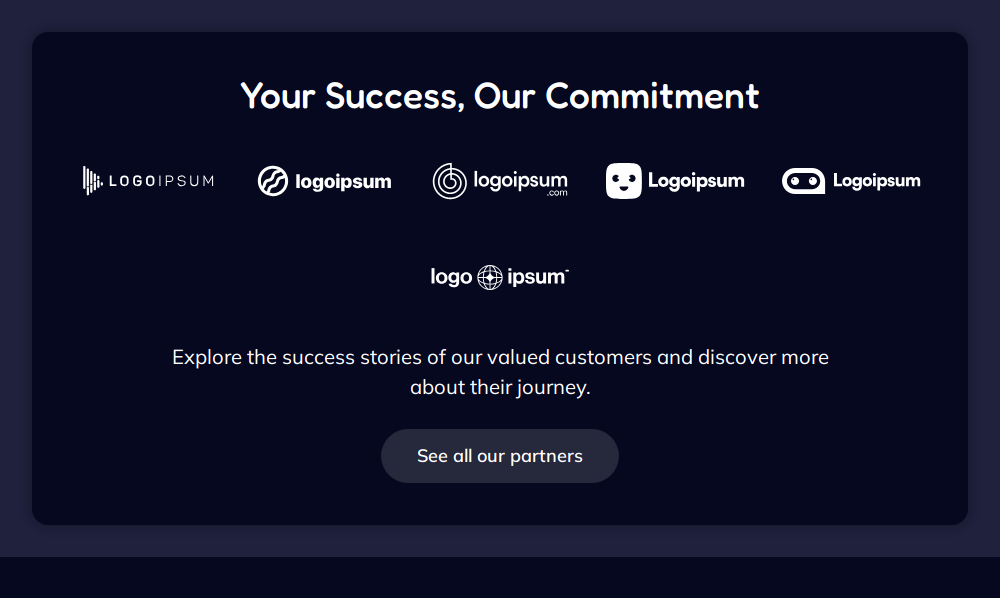 Your Success, Our Commitment
LOGOIPSUM logoipsum logoipsum.com Logoipsum Logoipsum
logo ipsum
Explore the success stories of our valued customers and discover more
about their journey.
See all our partners